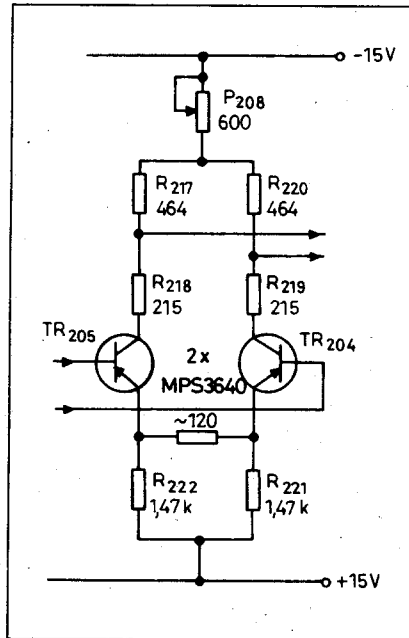 -15V
P208
600
R217
464
R220
464
R218
215
R219
215
TR205
2x
MPS3640
TR204
~120
R222
1,47k
R221
1,47k
+15V